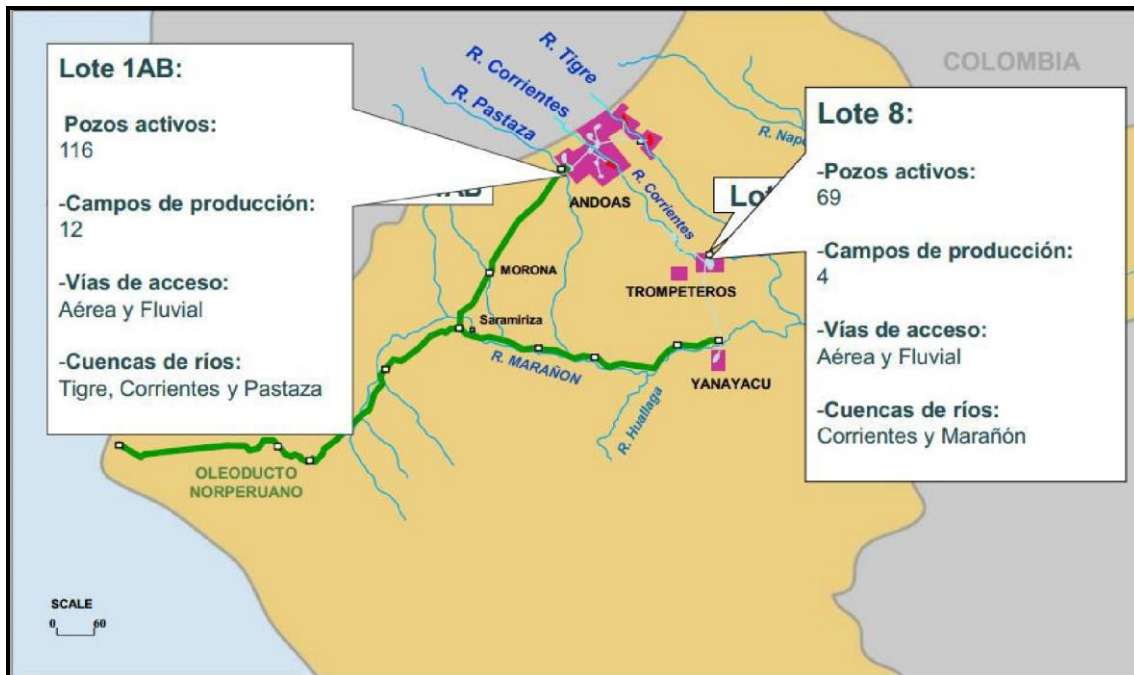 Lote 1AB:
Pozos activos:
116
-Campos de producción:
12
-Vías de acceso:
Aérea y Fluvial
-Cuencas de ríos:
Tigre, Corrientes y Pastaza
R. Tigre
R. Corrientes
R. Pastaza
COLOMBIA
R. Corrientes
ANDOAS
MORONA
TROMPETEROS
Saramiriza
R. MARAÑON
YANAYACU
R. Huallaga
OLEODUCTO
NORPERUANO
Lote 8:
-Pozos activos:
69
-Campos de producción:
4
-Vías de acceso:
Aérea y Fluvial
-Cuencas de ríos:
Corrientes y Marañón
SCALE
0 60